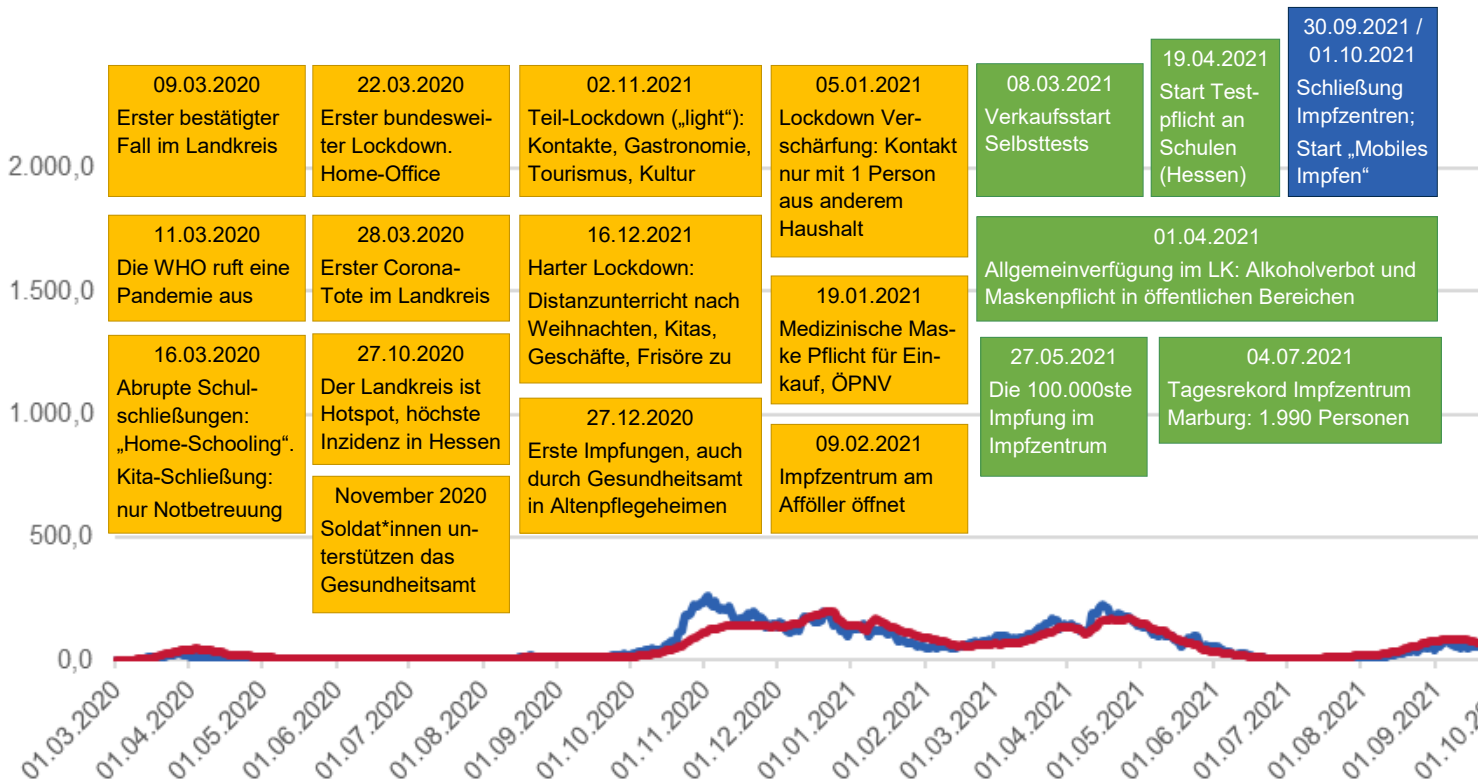 09.03.2020
Erster bestätigter
Fall im Landkreis
11.03.2020
Die WHO ruft eine
Pandemie aus
16.03.2020
Abrupte Schul-
schließungen:
„Home-Schooling“.
Kita-Schließung:
nur Notbetreuung
22.03.2020
Erster bundeswei-
ter Lockdown.
Home-Office
28.03.2020
Erster Corona-
Tote im Landkreis
27.10.2020
Der Landkreis ist
Hotspot, höchste
Inzidenz in Hessen
November 2020
Soldat*innen un-
terstützen das
Gesundheitsamt
02.11.2021
Teil-Lockdown („light“):
Kontakte, Gastronomie,
Tourismus, Kultur
16.12.2021
Harter Lockdown:
Distanzunterricht nach
Weihnachten, Kitas,
Geschäfte, Frisöre zu
27.12.2020
Erste Impfungen, auch
durch Gesundheitsamt
in Altenpflegeheimen
05.01.2021
Lockdown Ver-
schärfung: Kontakt
nur mit 1 Person
aus anderem
Haushalt
19.01.2021
Medizinische Mas-
ke Pflicht für Ein-
kauf, ÖPNV
09.02.2021
Impfzentrum am
Afföller öffnet
08.03.2021
Verkaufsstart
Selbsttests
19.04.2021
Start Test-
pflicht an
Schulen
(Hessen)
30.09.2021 /
01.10.2021
Schließung
Impfzentren;
Start „Mobiles
Impfen“
01.04.2021
Allgemeinverfügung im LK: Alkoholverbot und
Maskenpflicht in öffentlichen Bereichen
27.05.2021
Die 100.000ste
Impfung im
Impfzentrum
04.07.2021
Tagesrekord Impfzentrum
Marburg: 1.990 Personen
2.000,0
1.500,0
1.000,0
500,0
0,0
01.03.2020
01.04.2020
01.05.2020
01.06.2020
01.07.2020
01.08.2020
01.09.2020
01.10.2020
01.11.2020
01.12.2020
01.01.2021
01.02.2021
01.03.2021
01.04.2021
01.05.2021
01.06.2021
01.07.2021
01.08.2021
01.09.2021
01.10.20